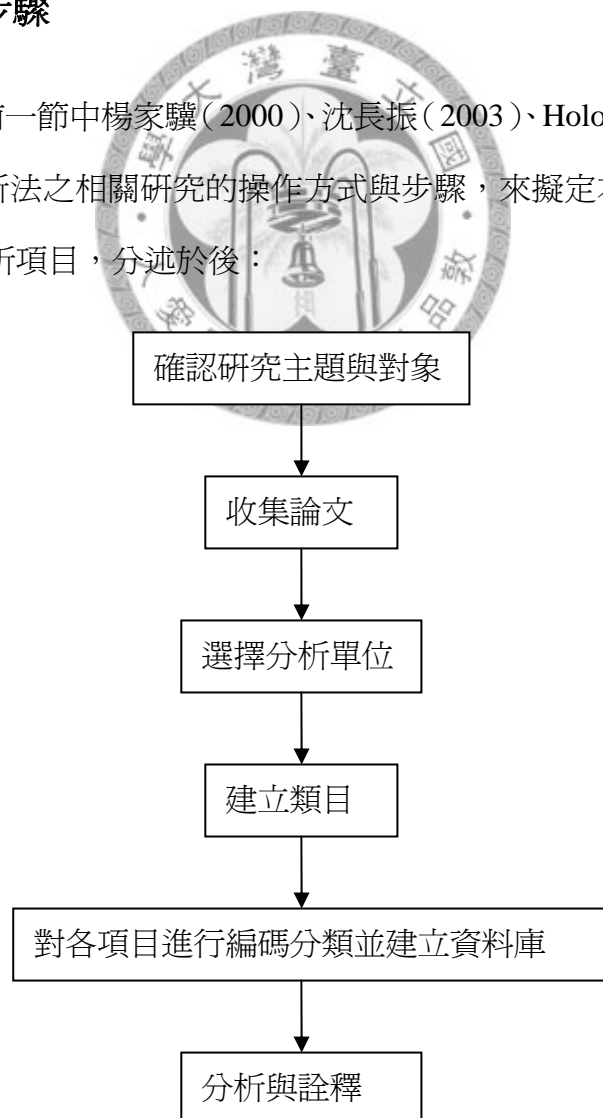 步驟
前一節中楊家驥（2000）、沈長振（2003）、Holo
析法之相關研究的操作方式與步驟，來擬定本
析項目，分述於後：
確認研究主題與對象
收集論文
選擇分析單位
建立類目
對各項目進行編碼分類並建立資料庫
分析與詮釋